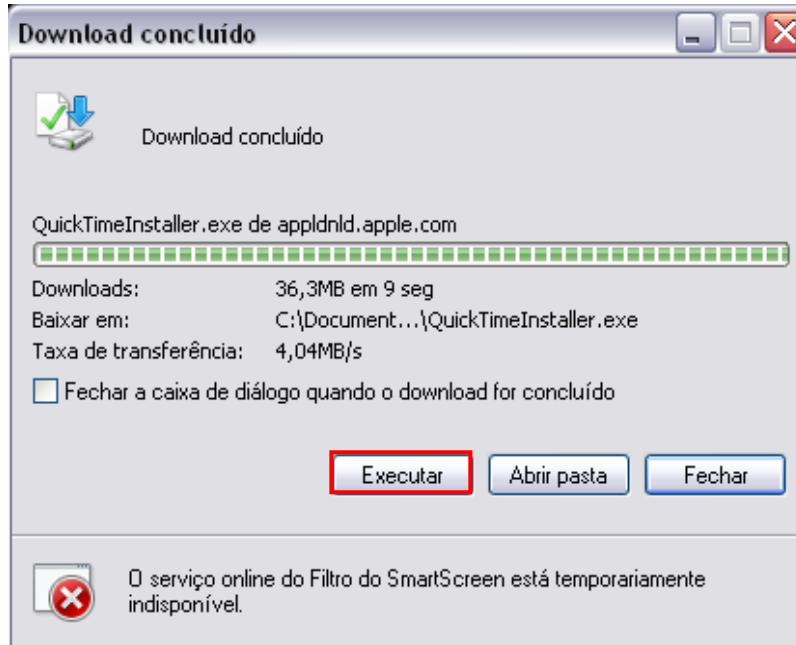 Download concluído
Download concluído
QuickTimeInstaller.exe de appldnld.apple.com
Downloads: 36,3MB em 9 seg
Baixar em: C:\Document...\QuickTimeInstaller.exe
Taxa de transferência: 4,04MB/s
Fechar a caixa de diálogo quando o download for concluído
Executar Abrir pasta Fechar
O serviço online do Filtro do SmartScreen está temporariamente
indisponível.